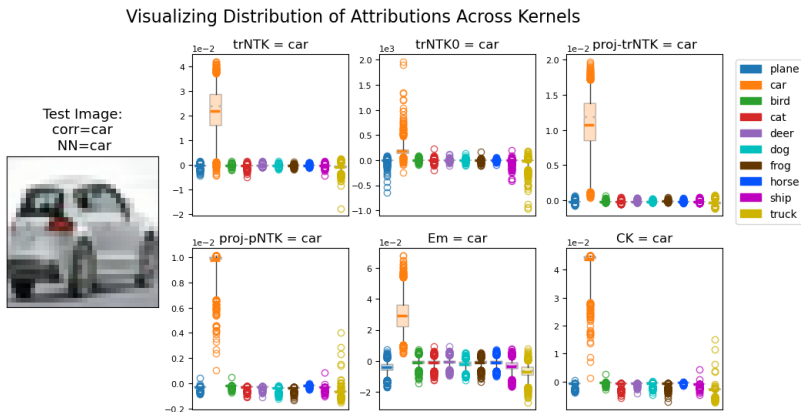 Visualizing Distribution of Attributions Across Kernels
Test Image:
corr=car
NN=car
trNTK = car
1e−2
4
3
2
1
0
−1
−2
trNTK0 = car
1e3
2.0
1.5
1.0
0.5
0.0
−0.5
−1.0
proj-trNTK = car
1e−2
2.0
1.5
1.0
0.5
0.0
plane
car
bird
cat
deer
dog
frog
horse
ship
truck
proj-pNTK = car
1e−2
1.0
0.8
0.6
0.4
0.2
0.0
−0.2
Em = car
1e−2
6
4
2
0
−2
CK = car
1e−2
4
3
2
1
0